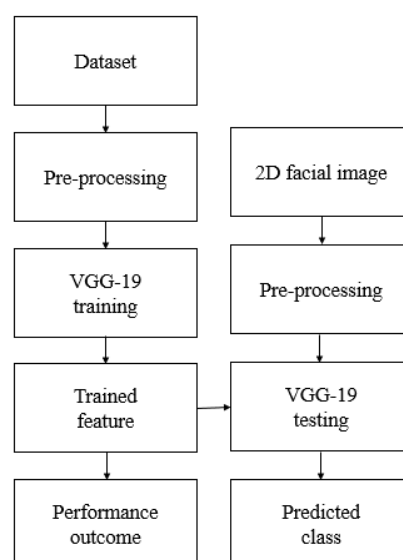 Dataset
Pre-processing
VGG-19
training
Trained
feature
Performance
outcome
2D facial image
Pre-processing
VGG-19
testing
Predicted
class